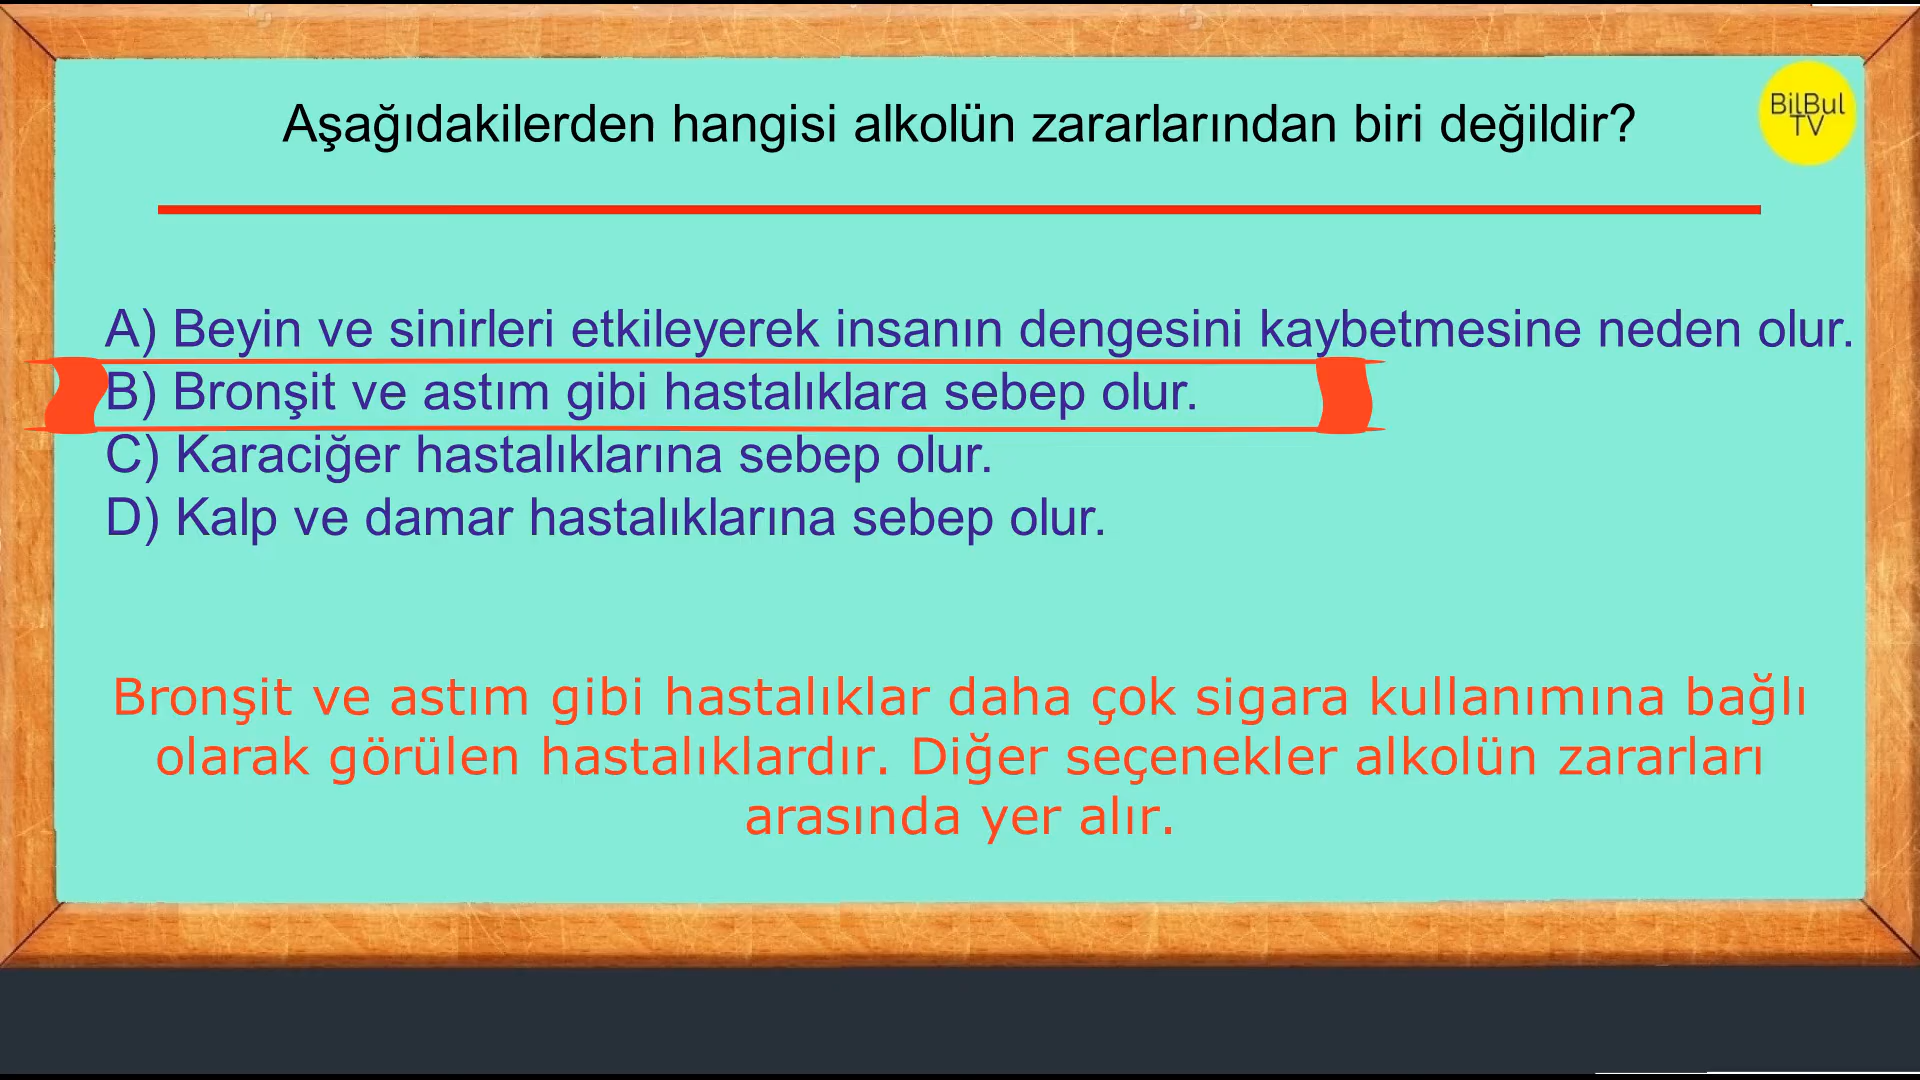 Aşağıdakilerden hangisi alkolün zararlarından biri değildir?
BilBul
TV
A) Beyin ve sinirleri etkileyerek insanın dengesini kaybetmesine neden olur.
B) Bronşit ve astım gibi hastalıklara sebep olur.
C) Karaciğer hastalıklarına sebep olur.
D) Kalp ve damar hastalıklarına sebep olur.
Bronşit ve astım gibi hastalıklar daha çok sigara kullanımına bağlı
olarak görülen hastalıklardır. Diğer seçenekler alkolün zararları
arasında yer alır.